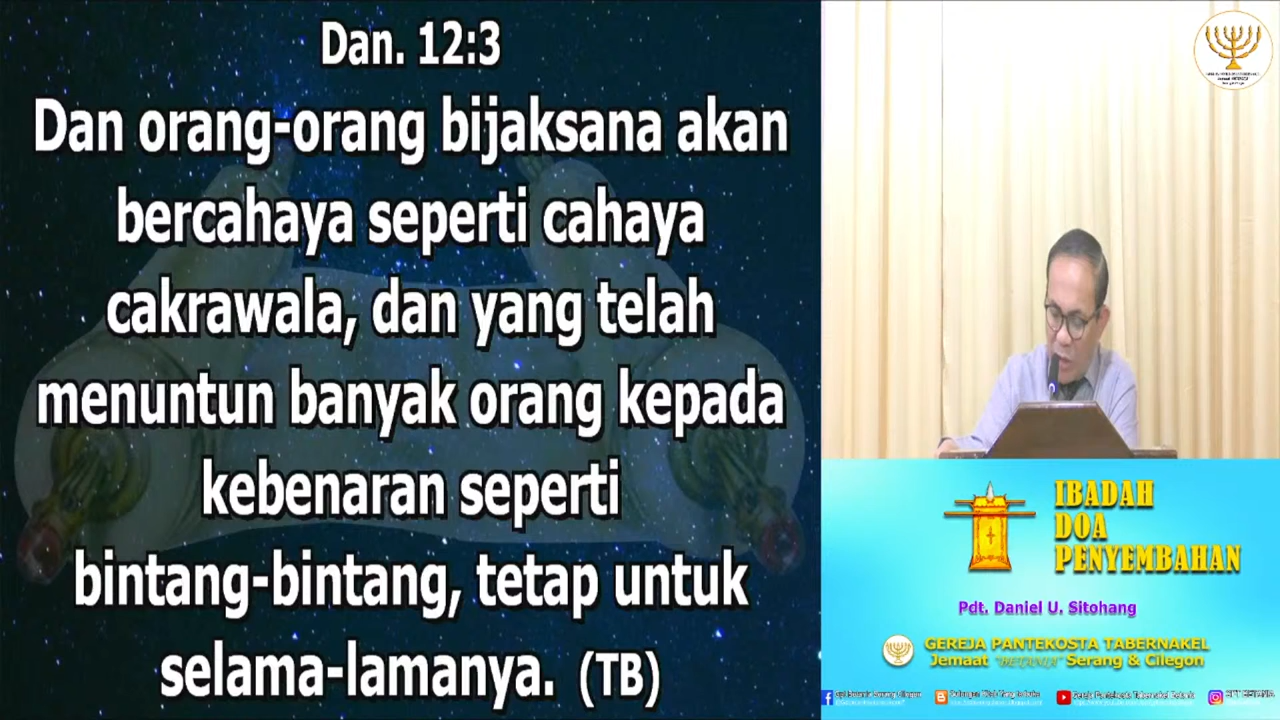 Dan. 12:3
Dan orang-orang bijaksana akan
bercahaya seperti cahaya
cakrawala, dan yang telah
menuntun banyak orang kepada
kebenaran seperti
bintang-bintang, tetap untuk
selama-lamanya. (TB)
IBADAH
DOA
PENYEMBAHAN
Pdt. Daniel U. Sitohang
GEREJA PANTEKOSTA TABERNAKEL
Jemaat "BETANIA" Serang & Cilegon